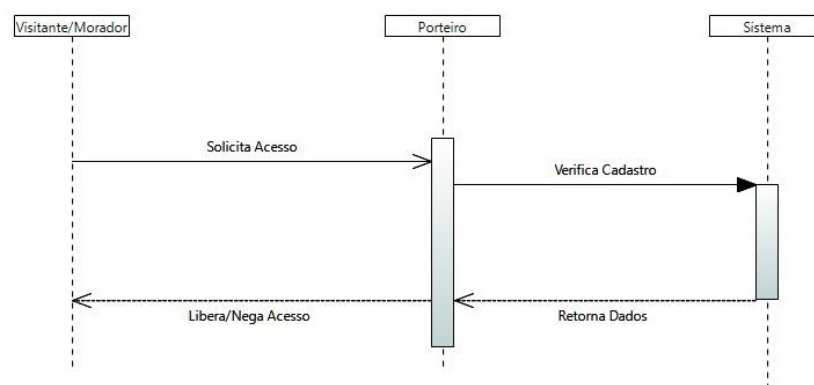 Visitante/Morador
Porteiro
Sistema
Solicita Acesso
Verifica Cadastro
Libera/Nega Acesso
Retorna Dados